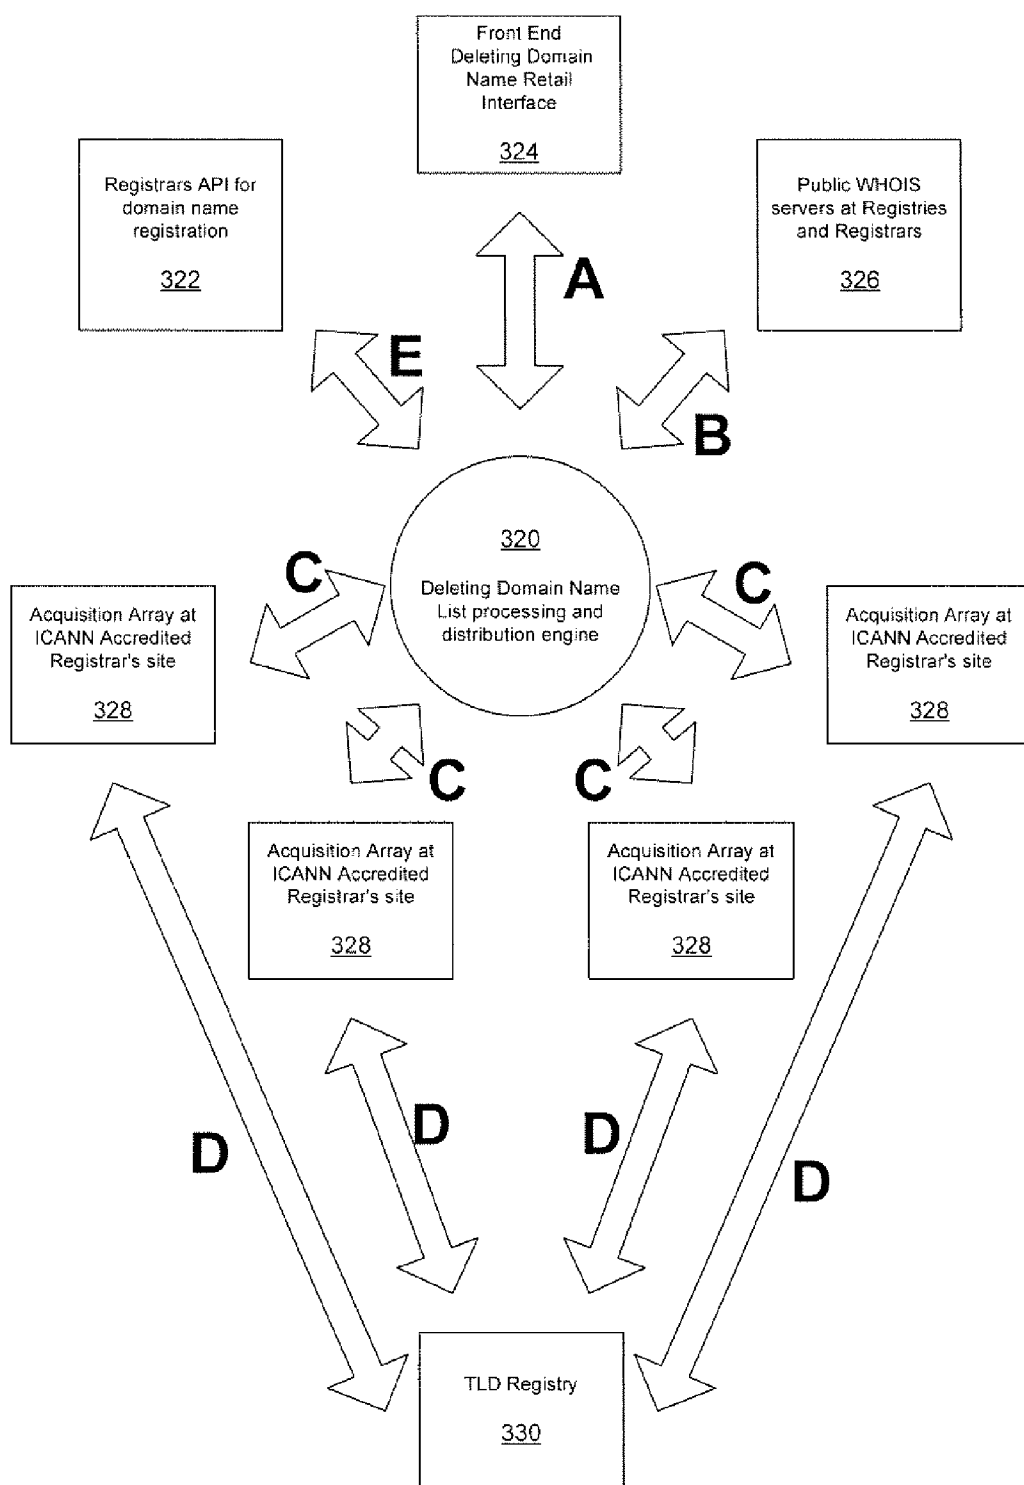 Front End
Deleting Domain
Name Retail
Interface
324
Registrars API for
domain name
registration
322
Public WHOIS
servers at Registries
and Registrars
326
A
E
B
320
Deleting Domain Name
List processing and
distribution engine
C
C
Acquisition Array at
ICANN Accredited
Registrar's site
328
Acquisition Array at
ICANN Accredited
Registrar's site
328
C
C
Acquisition Array at
ICANN Accredited
Registrar's site
328
Acquisition Array at
ICANN Accredited
Registrar's site
328
D
D
D
D
TLD Registry
330